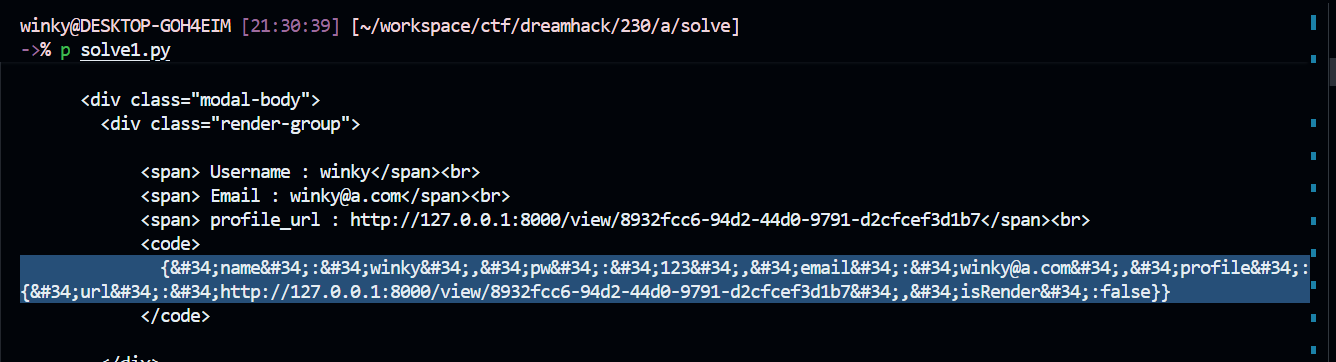 winky@DESKTOP-GOH4EIM [21:30:39] [~/workspace/ctf/dreamhack/230/a/solve]
->% p solve1.py
<div class="modal-body">
<div class="render-group">
<span> Username : winky</span><br>
<span> Email : winky@a.com</span><br>
<span> profile_url : http://127.0.0.1:8000/view/8932fcc6-94d2-44d0-9791-d2cfcef3d1b7</span><br>
<code>
{&#34;name&#34;:&#34;winky&#34;,&#34;pw&#34;:&#34;123&#34;,&#34;email&#34;:&#34;winky@a.com&#34;,&#34;profile&#34;:
{&#34;url&#34;:&#34;http://127.0.0.1:8000/view/8932fcc6-94d2-44d0-9791-d2cfcef3d1b7&#34;,&#34;isRender&#34;:false}}
</code>
</div>